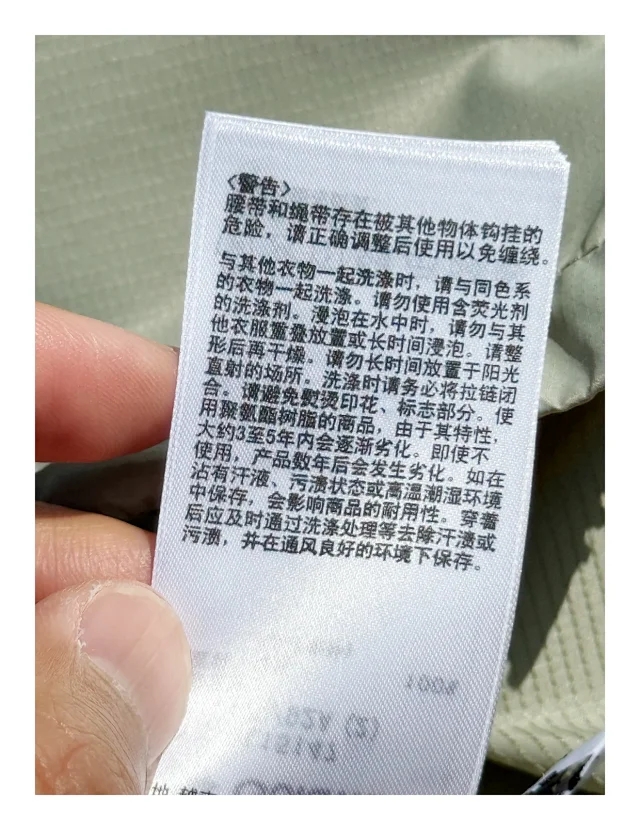 〈警告〉
腰带和绳带存在被其他物体钩挂的
危险，请正确调整后使用以免缠绕。
与其他衣物一起洗涤时，请与同色系
的衣物一起洗涤。请勿使用含荧光剂
的洗涤剂。浸泡在水中时，请勿与其
他衣服重叠放置或长时间浸泡。请整
形后再干燥。请勿长时间放置于阳光
直射的场所。洗涤时请务必将拉链闭
合。请避免熨烫印花、标志部分。使
用聚氨酯树脂的商品，由于其特性，
大约3至5年内会逐渐劣化。即使不
使用，产品数年后会发生劣化。如在
沾有汗液、污渍状态或高温潮湿环境
中保存，会影响商品的耐用性。穿着
后应及时通过洗涤处理等去除汗渍或
污渍，并在通风良好的环境下保存。
100%
15147